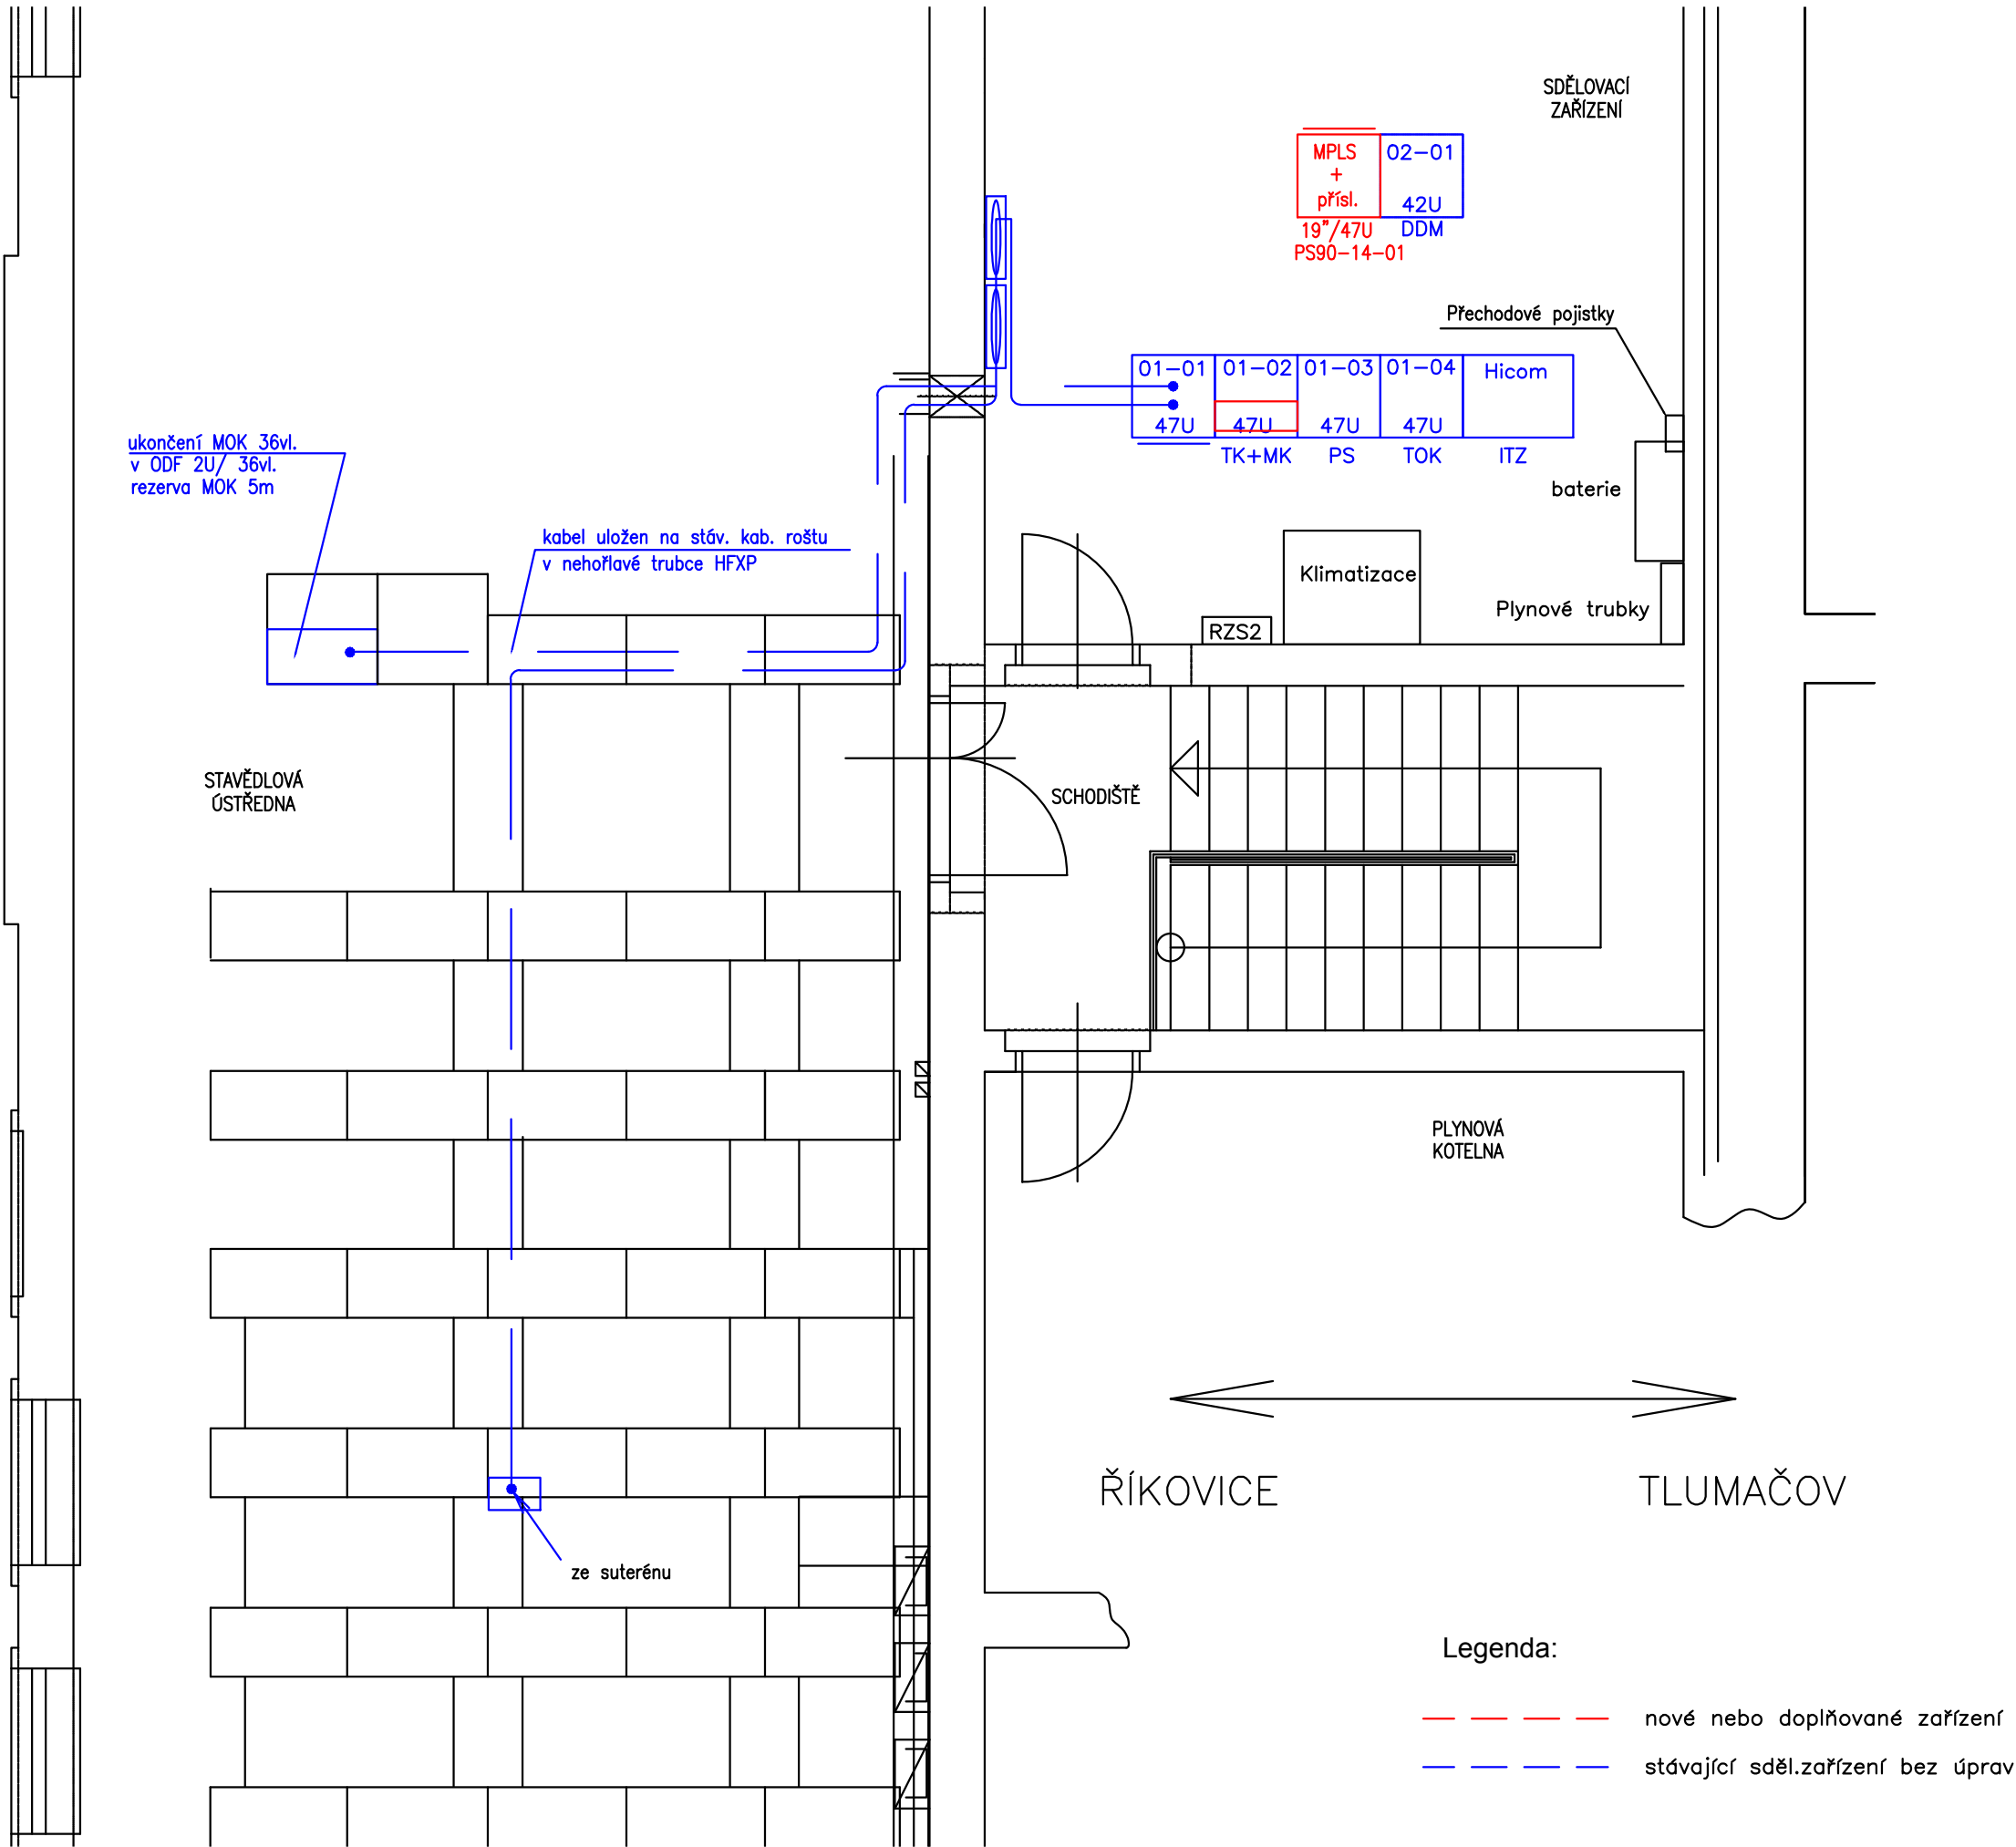 SDĚLOVACÍ
ZAŘÍZENÍ
MPLS
+
přísl.
19"/47U
PS90-14-01
02-01
42U
DDM
Přechodové pojistky
01-01
47U
01-02
47U
TK+MK
01-03
47U
PS
01-04
47U
TOK
Hicom
ITZ
ukončení MOK 36vl.
v ODF 2U/ 36vl.
rezerva MOK 5m
kabel uložen na stáv. kab. roštu
v nehořlavé trubce HFXP
baterie
Klimatizace
Plynové trubky
RZS2
STAVĚDLOVÁ
ÚSTŘEDNA
SCHODIŠTĚ
PLYNOVÁ
KOTELNA
ŘÍKOVICE
TLUMAČOV
ze suterénu
Legenda:
nové nebo doplňované zařízení
stávající sděl.zařízení bez úprav